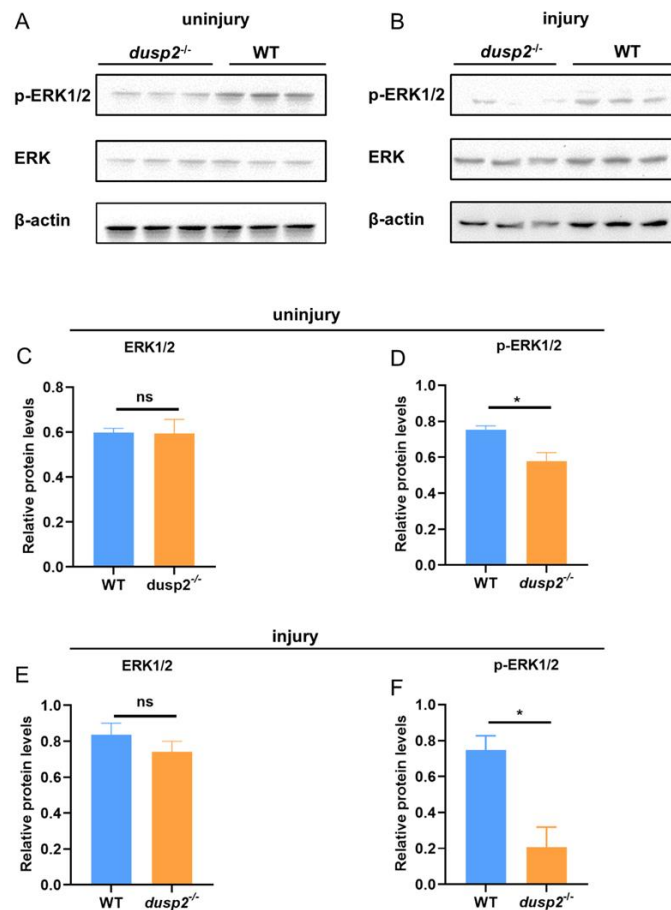 A uninjury
dusp2-/- WT
p-ERK1/2
ERK
β-actin
B injury
dusp2-/- WT
p-ERK1/2
ERK
β-actin
uninjury
C ERK1/2
Relative protein levels
0.8
0.6
0.4
0.2
0.0
ns
WT dusp2-/-
D p-ERK1/2
Relative protein levels
1.0
0.8
0.6
0.4
0.2
0.0
*
WT dusp2-/-
injury
E ERK1/2
Relative protein levels
1.0
0.8
0.6
0.4
0.2
0.0
ns
WT dusp2-/-
F p-ERK1/2
Relative protein levels
1.0
0.8
0.6
0.4
0.2
0.0
*
WT dusp2-/-